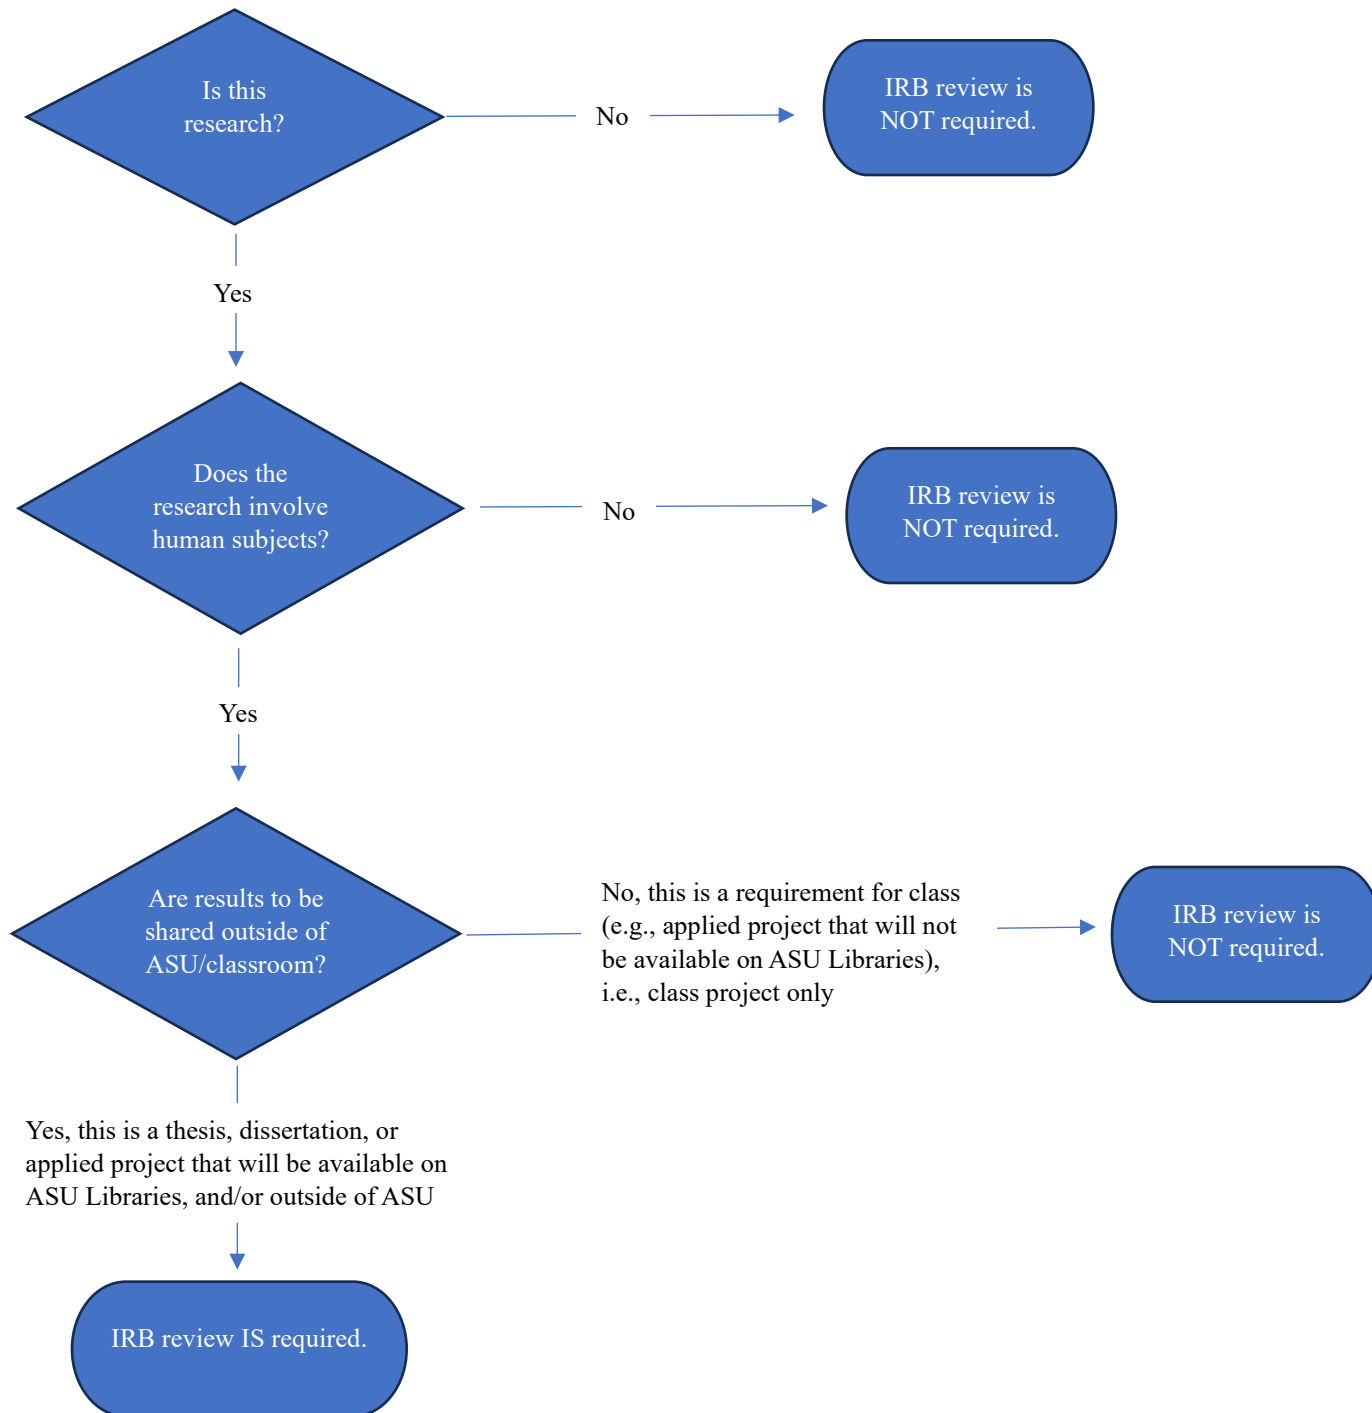 Is this
research?
No
IRB review is
NOT required.
Yes
Does the
research involve
human subjects?
No
IRB review is
NOT required.
Yes
Are results to be
shared outside of
ASU/classroom?
No, this is a requirement for class
(e.g., applied project that will not
be available on ASU Libraries),
i.e., class project only
IRB review is
NOT required.
Yes, this is a thesis, dissertation, or
applied project that will be available on
ASU Libraries, and/or outside of ASU
IRB review IS required.